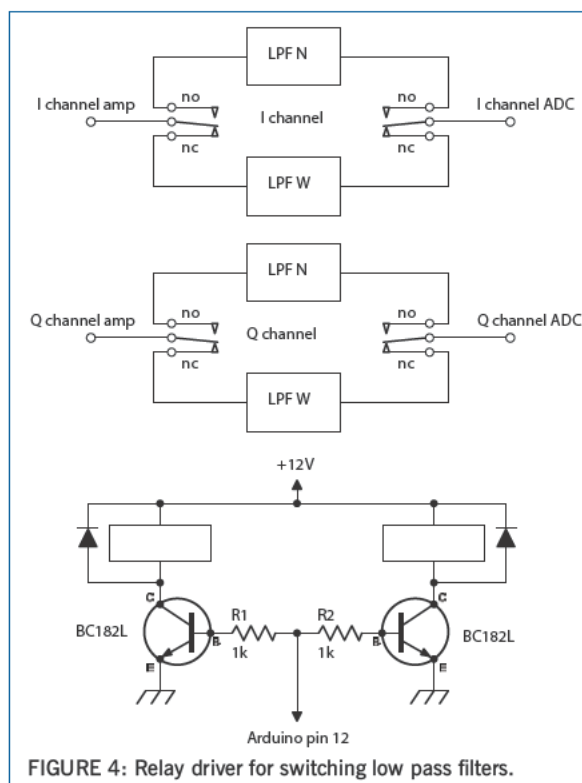 LPF N
no
no
I channel amp
I channel
I channel ADC
nc
nc
LPF W
LPF N
no
no
Q channel amp
Q channel
Q channel ADC
nc
nc
LPF W
+12V
C
C
R1
R2
BC182L
B
B
BC182L
1k
1k
E
E
Arduino pin 12
FIGURE 4: Relay driver for switching low pass filters.